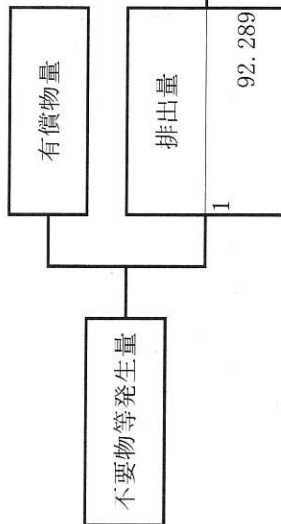 不要物等発生量
有償物量
排出量
1
92.289